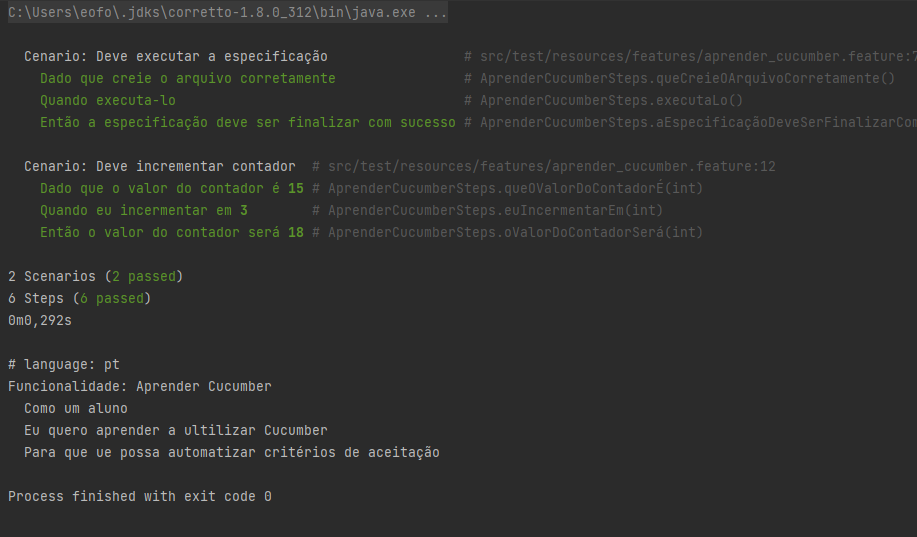 C:\Users\eofo\.jdks\corretto-1.8.0_312\bin\java.exe ...
Cenario: Deve executar a especificação # src/test/resources/features/aprender_cucumber.feature:7
Dado que creie o arquivo corretamente # AprenderCucumberSteps.queCreieOArquivoCorretamente()
Quando executa-lo # AprenderCucumberSteps.executaLo()
Então a especificação deve ser finalizar com sucesso # AprenderCucumberSteps.aEspecificaçãoDeveSerFinalizarCom
Cenario: Deve incrementar contador # src/test/resources/features/aprender_cucumber.feature:12
Dado que o valor do contador é 15 # AprenderCucumberSteps.queOValorDoContadorÉ(int)
Quando eu incermentar em 3 # AprenderCucumberSteps.euIncermentarEm(int)
Então o valor do contador será 18 # AprenderCucumberSteps.oValorDoContadorSerá(int)
2 Scenarios (2 passed)
6 Steps (6 passed)
0m0,292s
# language: pt
Funcionalidade: Aprender Cucumber
Como um aluno
Eu quero aprender a ultilizar Cucumber
Para que ue possa automatizar critérios de aceitação
Process finished with exit code 0